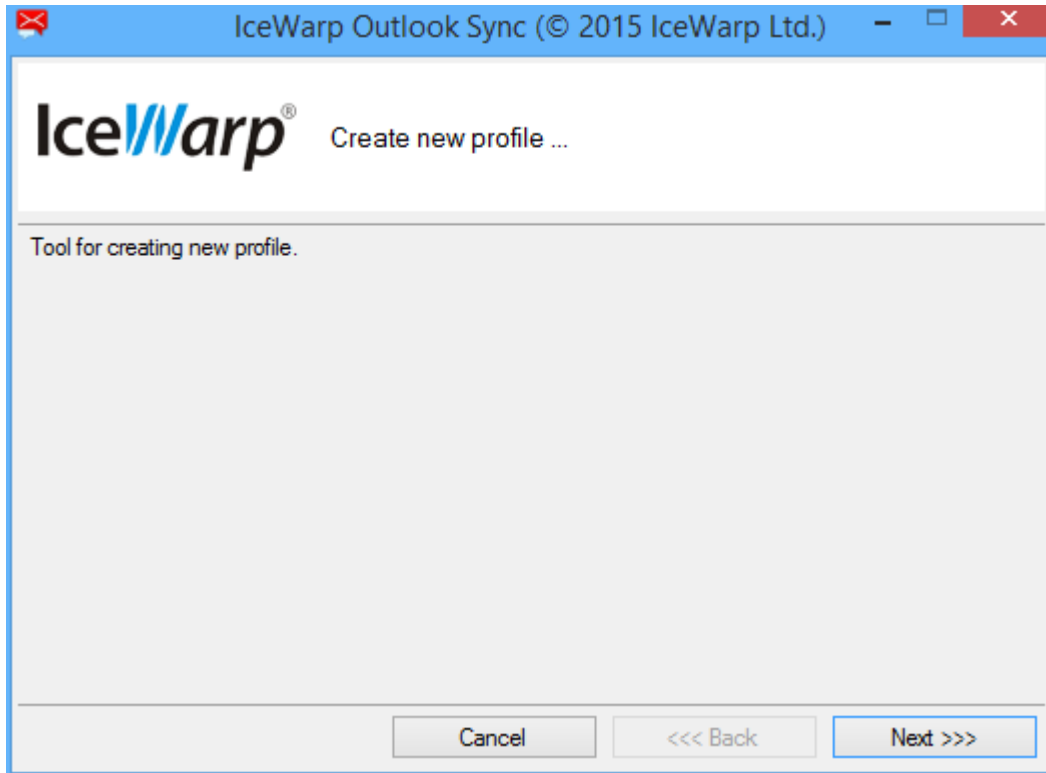 IceWarp Outlook Sync (© 2015 IceWarp Ltd.)
IceWarp®
Create new profile ...
Tool for creating new profile.
Cancel
<<< Back
Next >>>